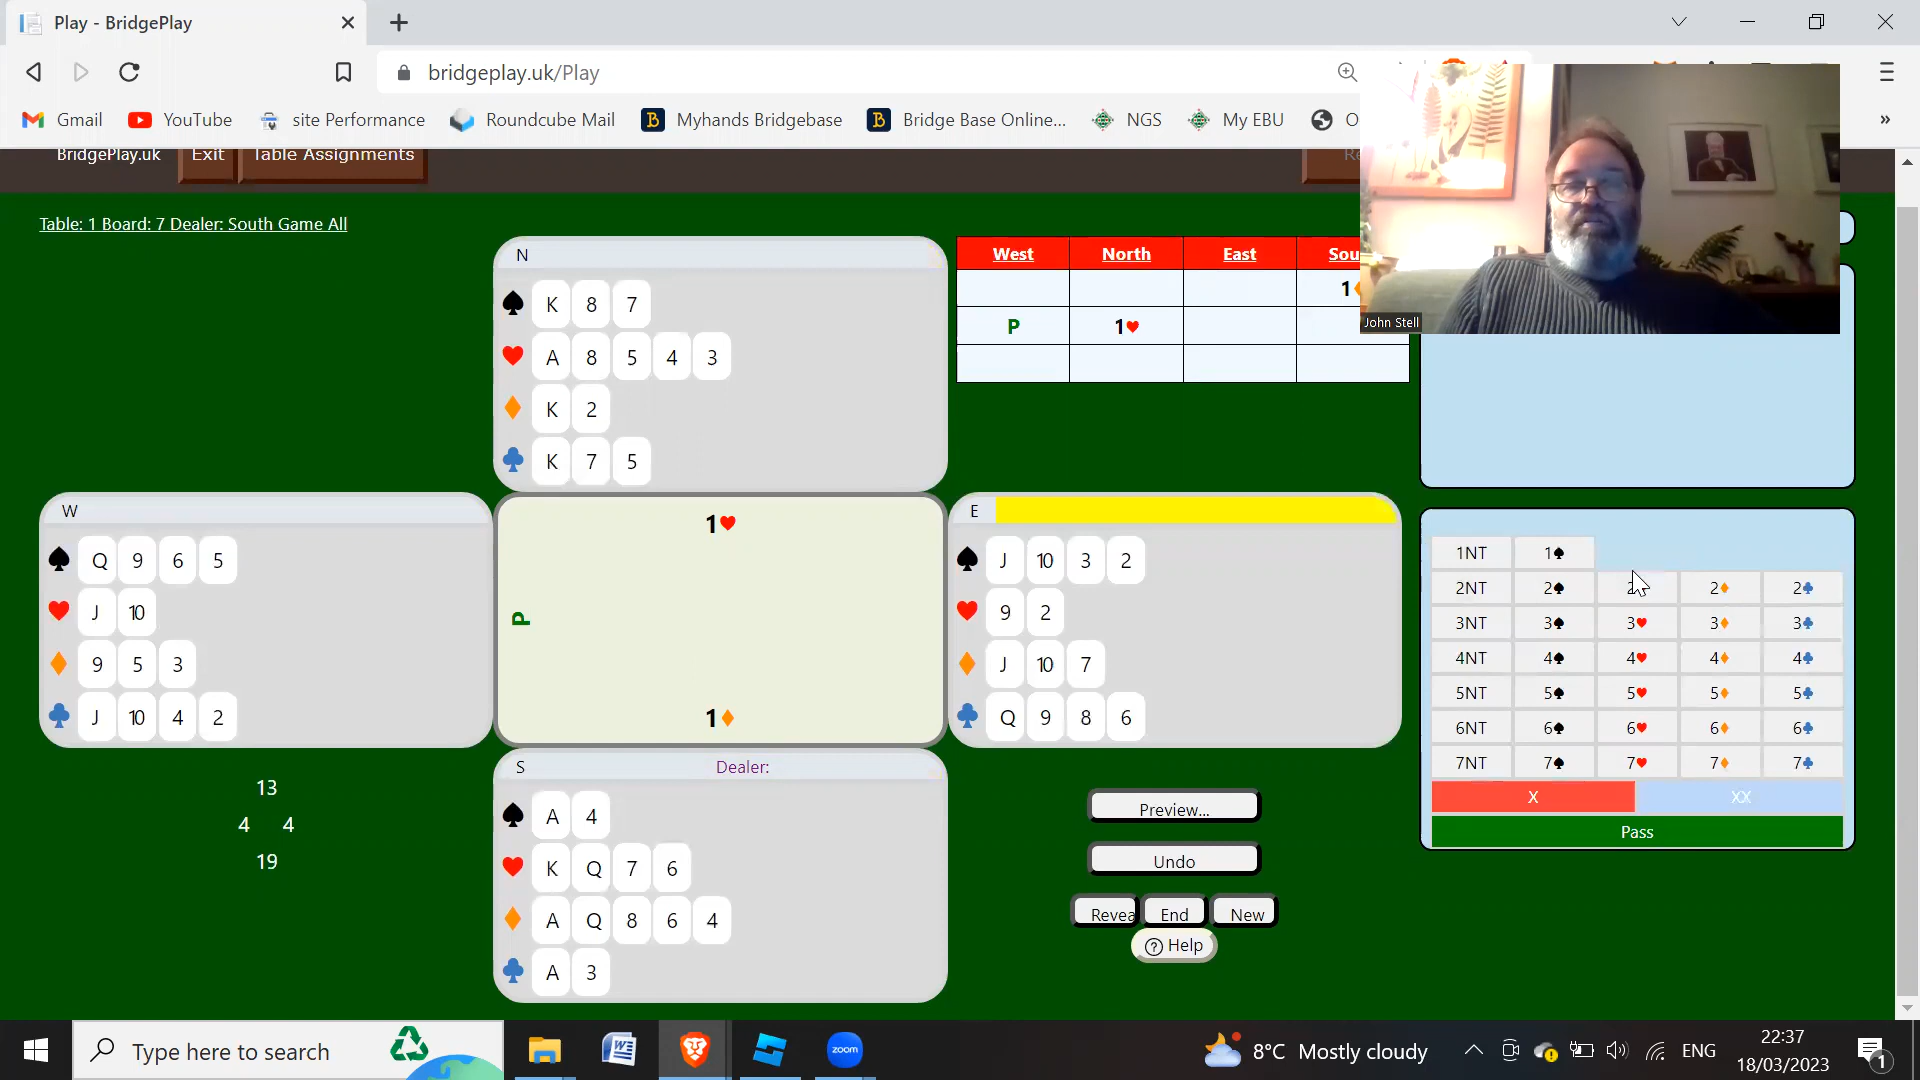 Play - BridgePlay
bridgeplay.uk/Play
Gmail YouTube site Performance Roundcube Mail Myhands Bridgebase Bridge Base Online... NGS My EBU O
BridgePlay.uk Exit Table Assignments Re
Table: 1 Board: 7 Dealer: South Game All
N
♠ K 8 7
♥ A 8 5 4 3
♦ K 2
♣ K 7 5
West North East Sou
1♦
P 1♥
John Stell
W
♠ Q 9 6 5
♥ J 10
♦ 9 5 3
♣ J 10 4 2
1♥
P
1♦
E
♠ J 10 3 2
♥ 9 2
♦ J 10 7
♣ Q 9 8 6
S Dealer:
♠ A 4
♥ K Q 7 6
♦ A Q 8 6 4
♣ A 3
13
4 4
19
Preview...
Undo
Revea End New
Help
1NT 1♠
2NT 2♠ 2 2♦ 2♣
3NT 3♠ 3♥ 3♦ 3♣
4NT 4♠ 4♥ 4♦ 4♣
5NT 5♠ 5♥ 5♦ 5♣
6NT 6♠ 6♥ 6♦ 6♣
7NT 7♠ 7♥ 7♦ 7♣
X XX
Pass
Type here to search
W
zoom
8°C Mostly cloudy
ENG
22:37
18/03/2023
1